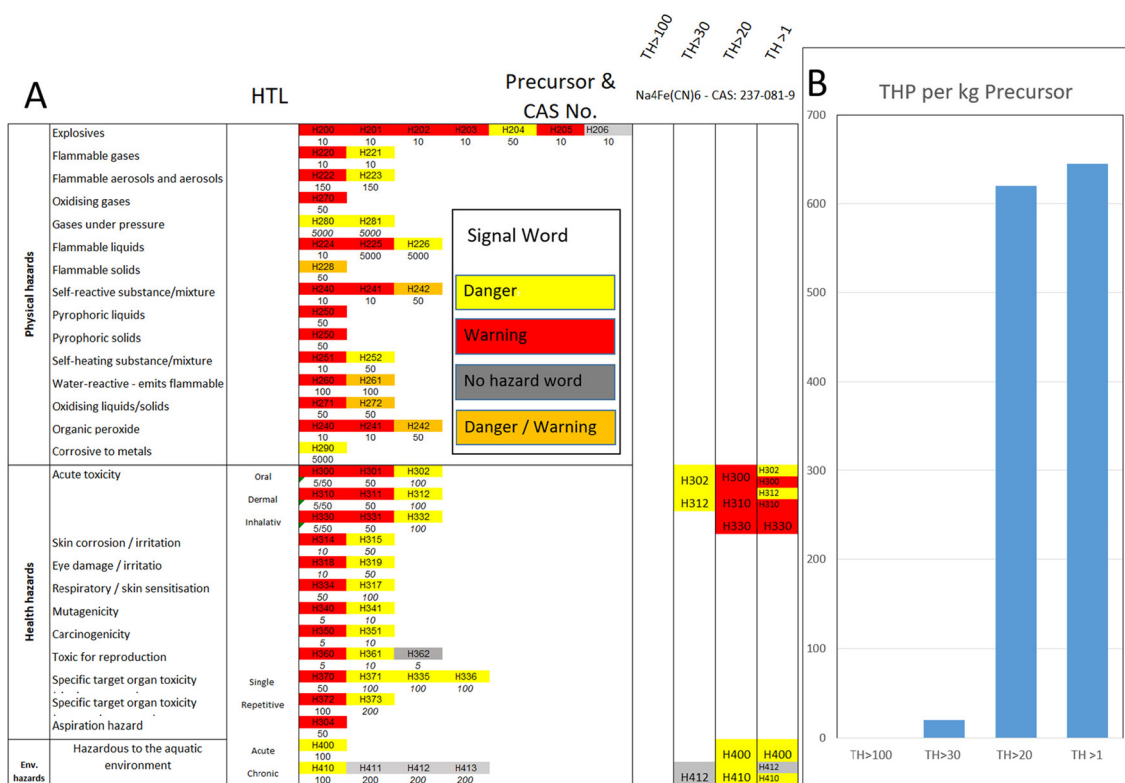 TH>100 TH>30 TH>20 TH >1
A HTL Precursor & CAS No. Na4Fe(CN)6 - CAS: 237-081-9
Physical hazards
Explosives H200 H201 H202 H203 H204 H205 H206
10 10 10 10 50 10 10
Flammable gases H220 H221
10 10
Flammable aerosols and aerosols H222 H223
150 150
Oxidising gases H270
50
Gases under pressure H280 H281
5000 5000
Flammable liquids H224 H225 H226
10 5000 5000
Flammable solids H228
50
Self-reactive substance/mixture H240 H241 H242
10 10 50
Pyrophoric liquids H250
50
Pyrophoric solids H250
50
Self-heating substance/mixture H251 H252
10 50
Water-reactive - emits flammable H260 H261
100 100
Oxidising liquids/solids H271 H272
50 50
Organic peroxide H240 H241 H242
10 10 50
Corrosive to metals H290
5000
Signal Word
Danger
Warning
No hazard word
Danger / Warning
Health hazards
Acute toxicity Oral H300 H301 H302 H302 H300 H302
5/50 50 100 H300
Dermal H310 H311 H312 H312 H310 H312
5/50 50 100 H310
Inhalativ H330 H331 H332 H330 H330
5/50 50 100
Skin corrosion / irritation H314 H315
10 50
Eye damage / irritatio H318 H319
10 50
Respiratory / skin sensitisation H334 H317
50 100
Mutagenicity H340 H341
5 10
Carcinogenicity H350 H351
5 10
Toxic for reproduction H360 H361 H362
5 10 5
Specific target organ toxicity Single H370 H371 H335 H336
50 100 100 100
Specific target organ toxicity Repetitive H372 H373
100 200
Aspiration hazard H304
50
Env. hazards
Hazardous to the aquatic environment Acute H400 H400 H400
100
Chronic H410 H411 H412 H413 H412 H410 H412
100 200 200 200 H410
B THP per kg Precursor
700
600
500
400
300
200
100
0
TH>100 TH>30 TH>20 TH >1